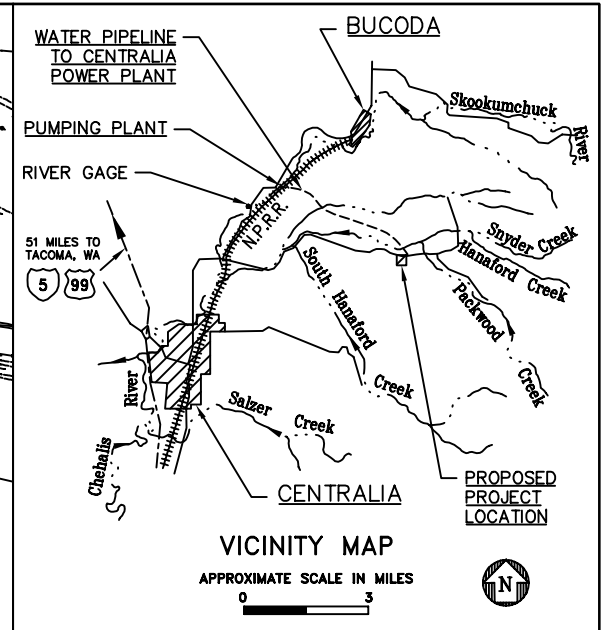 BUCODA
WATER PIPELINE
TO CENTRALIA
POWER PLANT
Skookumchuck
River
PUMPING PLANT
RIVER GAGE
N.P.R.R.
51 MILES TO
TACOMA, WA
5 99
Snyder Creek
Hanaford Creek
South Hanaford
Creek
Packwood
Creek
River
Chehalis
Salzer Creek
CENTRALIA
PROPOSED
PROJECT
LOCATION
VICINITY MAP
APPROXIMATE SCALE IN MILES
0 3
N